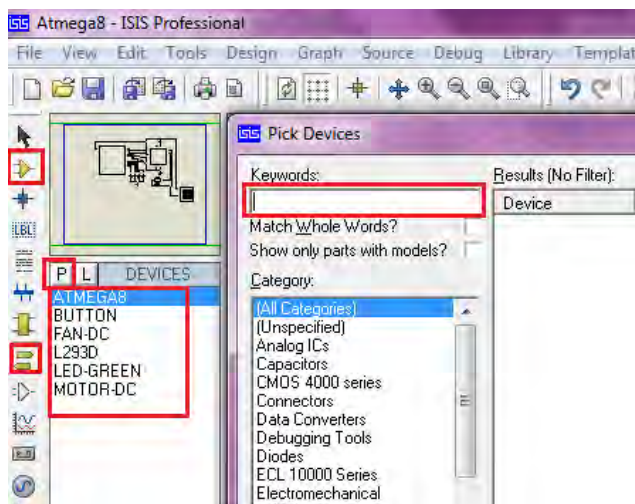 isis Atmega8 - ISIS Professional
File View Edit Tools Design Graph Source Debug Library Templat
isis Pick Devices
Keywords:
Match Whole Words?
Show only parts with models?
Category:
(All Categories)
(Unspecified)
Analog ICs
Capacitors
CMOS 4000 series
Connectors
Data Converters
Debugging Tools
Diodes
ECL 10000 Series
Electromechanical
Results (No Filter):
Device
LBL
P L DEVICES
ATMEGA8
BUTTON
FAN-DC
L293D
LED-GREEN
MOTOR-DC